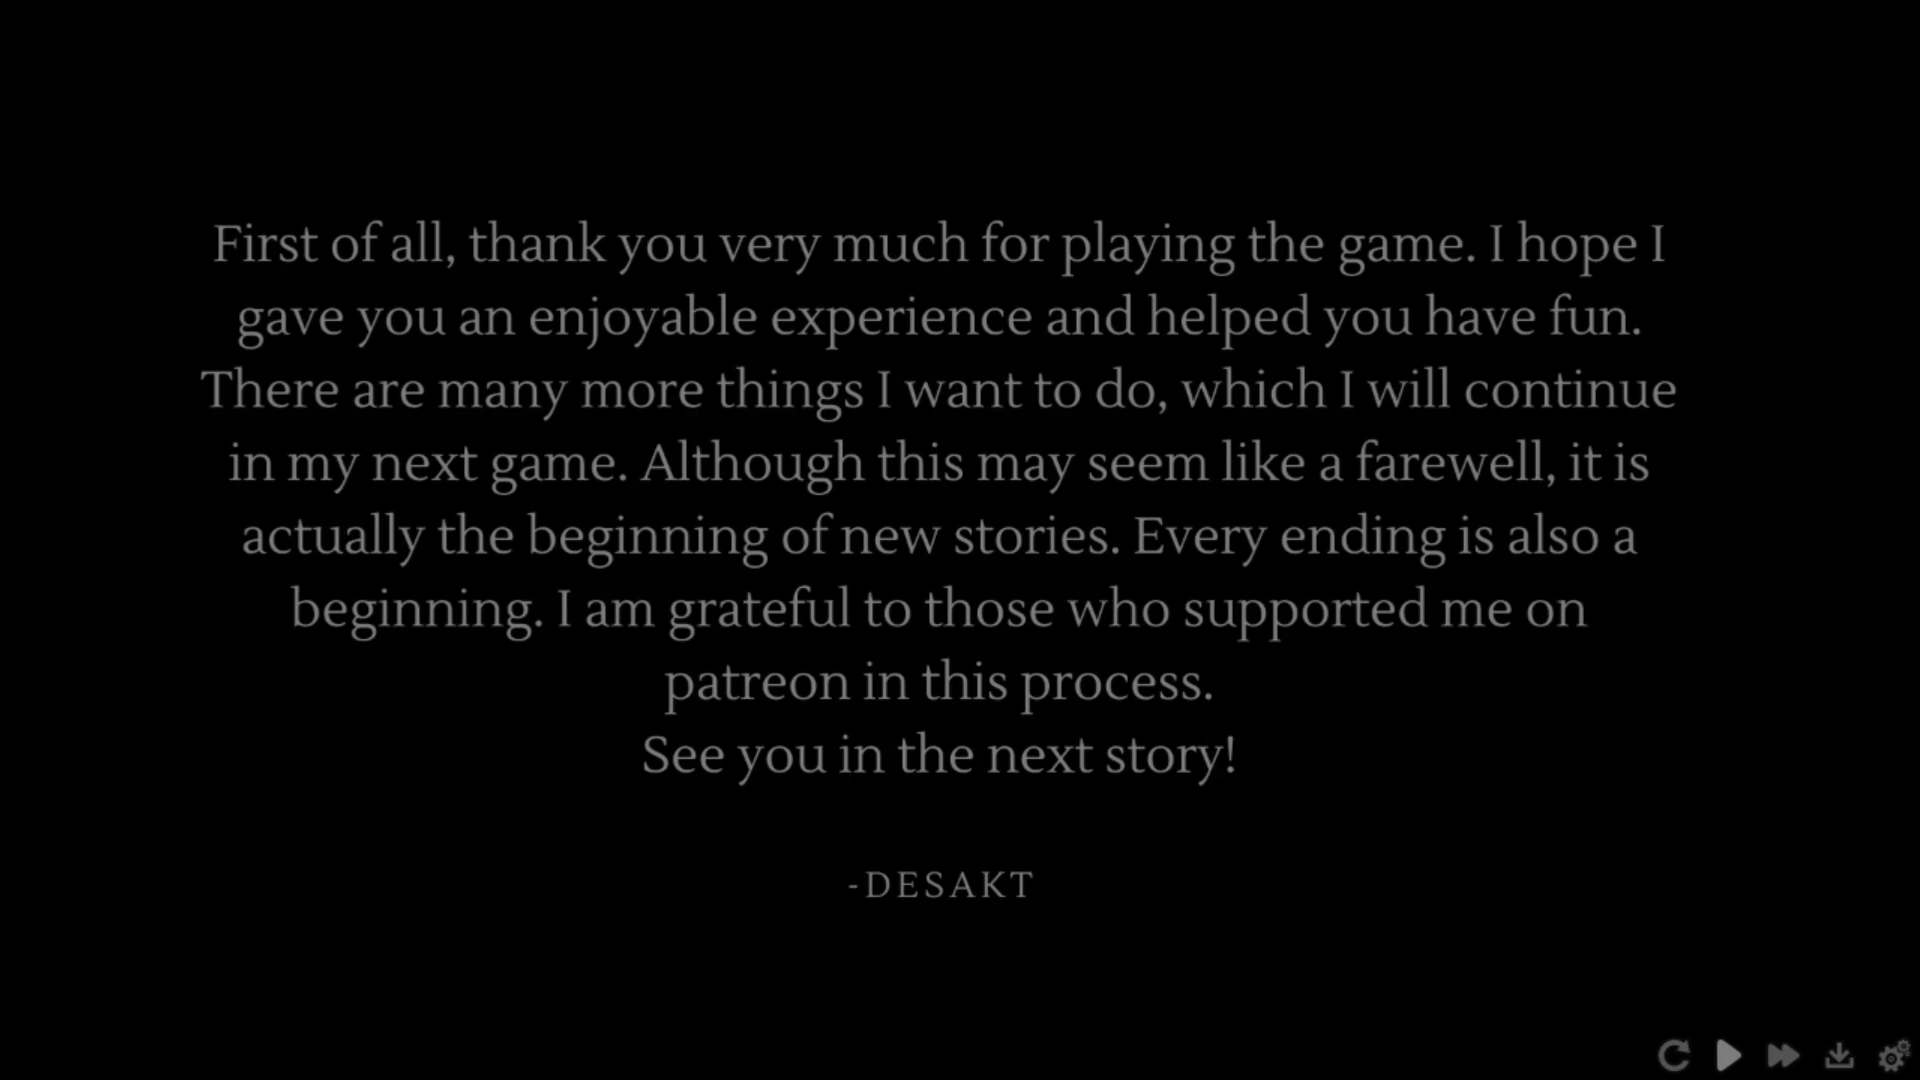 First of all, thank you very much for playing the game. I hope I
gave you an enjoyable experience and helped you have fun.
There are many more things I want to do, which I will continue
in my next game. Although this may seem like a farewell, it is
actually the beginning of new stories. Every ending is also a
beginning. I am grateful to those who supported me on
patreon in this process.
See you in the next story!
-DESAKT